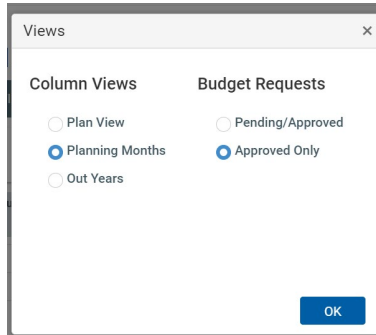 Views
×
Column Views
Plan View
Planning Months
Out Years
Budget Requests
Pending/Approved
Approved Only
OK